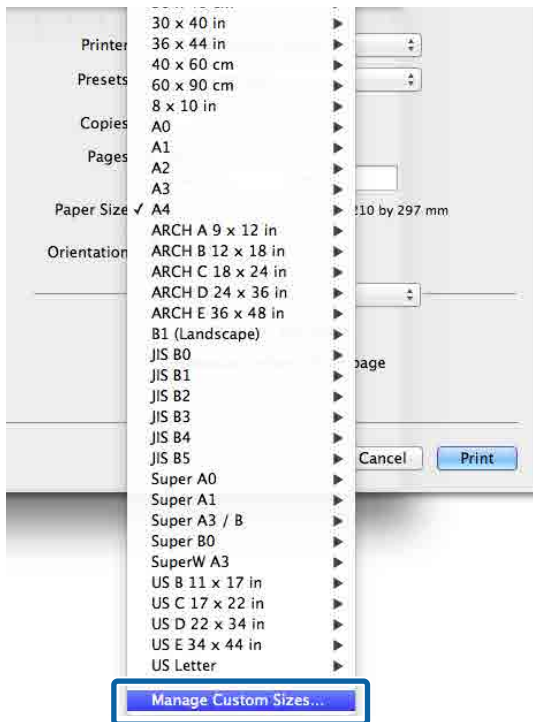 30 x 40 in
Printer
36 x 44 in
40 x 60 cm
Presets
60 x 90 cm
8 x 10 in
Copies
A0
A1
Pages
A2
A3
Paper Size ✓ A4 210 by 297 mm
ARCH A 9 x 12 in
Orientation
ARCH B 12 x 18 in
ARCH C 18 x 24 in
ARCH D 24 x 36 in
ARCH E 36 x 48 in
B1 (Landscape)
JIS B0
JIS B1
page
JIS B2
JIS B3
JIS B4
JIS B5
Cancel
Print
Super A0
Super A1
Super A3 / B
Super B0
SuperW A3
US B 11 x 17 in
US C 17 x 22 in
US D 22 x 34 in
US E 34 x 44 in
US Letter
Manage Custom Sizes...